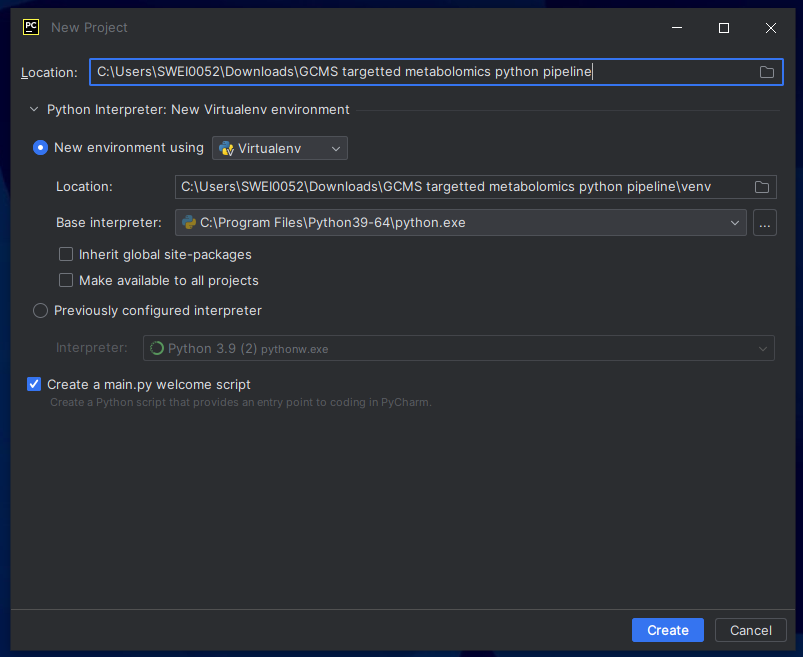 PC
New Project
Location: C:\Users\SWEI0052\Downloads\GCMS targetted metabolomics python pipeline
Python Interpreter: New Virtualenv environment
New environment using Virtualenv
Location: C:\Users\SWEI0052\Downloads\GCMS targetted metabolomics python pipeline\venv
Base interpreter: C:\Program Files\Python39-64\python.exe ...
Inherit global site-packages
Make available to all projects
Previously configured interpreter
Interpreter: Python 3.9 (2) pythonw.exe
Create a main.py welcome script
Create a Python script that provides an entry point to coding in PyCharm.
Create Cancel